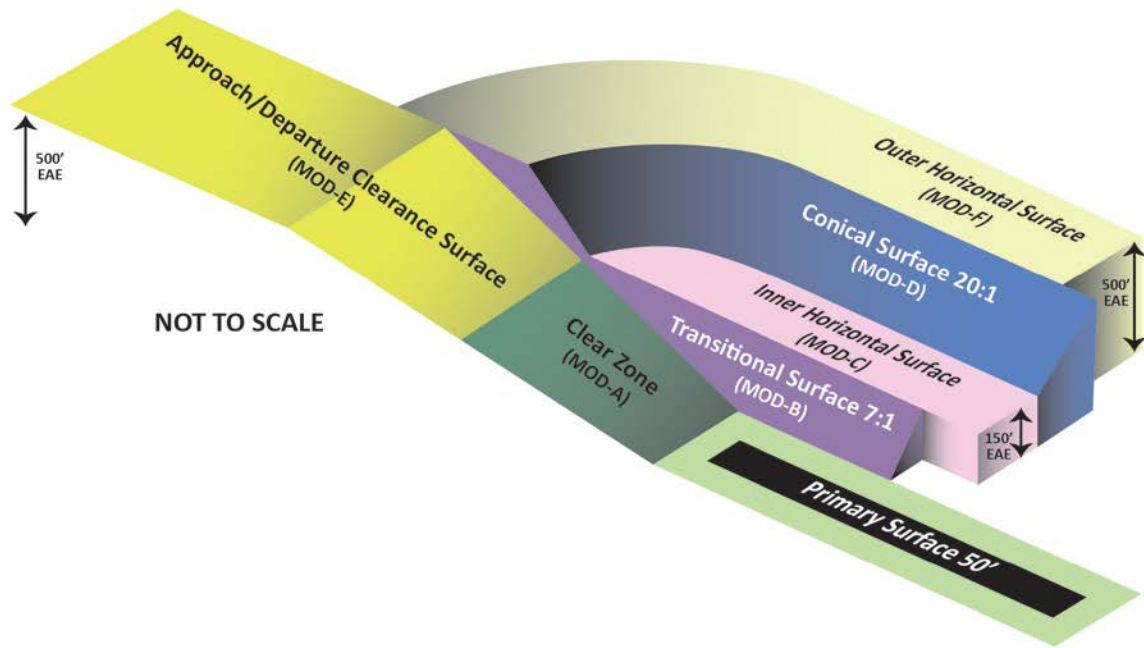 Approach/Departure Clearance Surface
(MOD-E)
500'
EAE
Outer Horizontal Surface
(MOD-F)
Conical Surface 20:1
(MOD-D)
500'
EAE
Inner Horizontal Surface
(MOD-C)
NOT TO SCALE
Clear Zone
(MOD-A)
Transitional Surface 7:1
(MOD-B)
150'
EAE
Primary Surface 50'